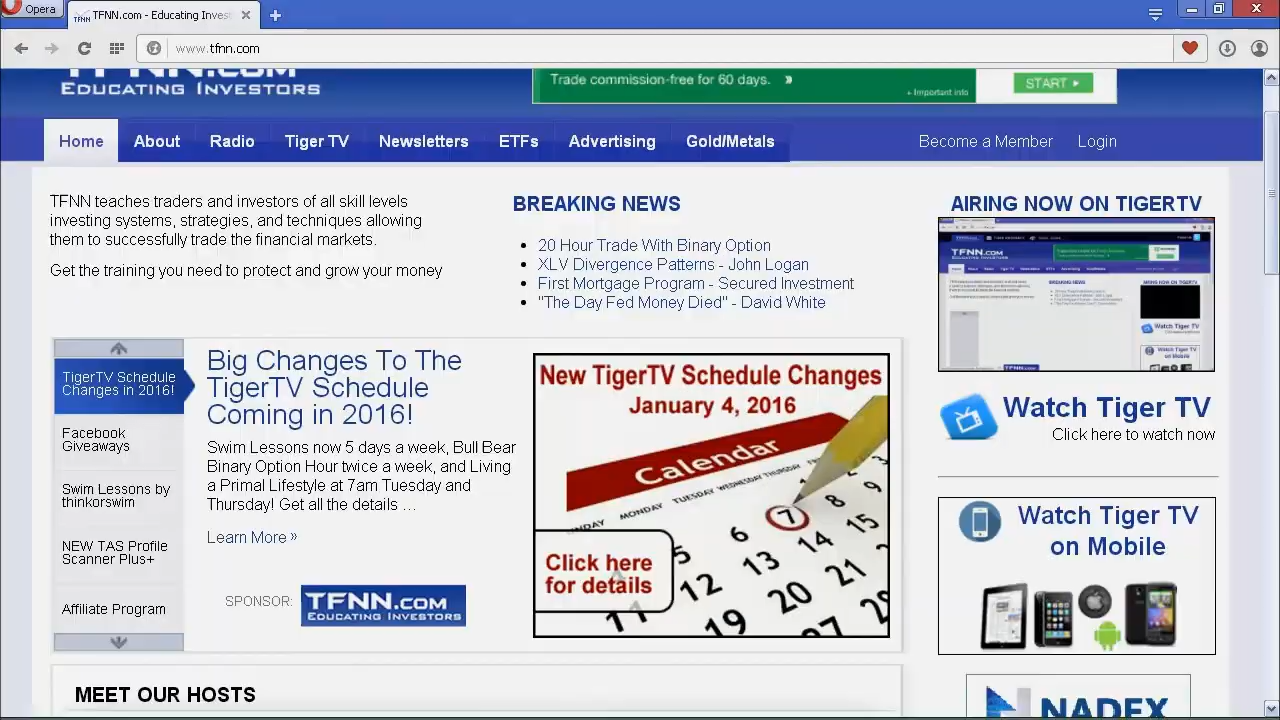 Opera
TFNN.com - Educating Invest
www.tfnn.com
TFNN.COM
EDUCATING INVESTORS
Trade commission-free for 60 days.
+ Important info
START
Home
About
Radio
Tiger TV
Newsletters
ETFs
Advertising
Gold/Metals
Become a Member
Login
TFNN teaches traders and investors of all skill levels
investing systems, strategies, and techniques allowing
them to successfully trade the financial markets.
Get the training you need to protect and grow your money
BREAKING NEWS
20 Hour Trade With Binary Option
XLV Divergence Pattern - John Logan
First Mortgage Program - Secured Investment
"The Day Fed Money Died" - David White
AIRING NOW ON TIGERTV
Watch Tiger TV
Click here to watch now
TigerTV Schedule
Changes in 2016!
Facebook
Giveaways
Swim Lessons by
thinkorswim
NEW TAS Profile
Scanner Plus+
Affiliate Program
Big Changes To The
TigerTV Schedule
Coming in 2016!
Swim Lessons now 5 days a week, Bull Bear
Binary Option Hour twice a week, and Living
a Primal Lifestyle at 7am Tuesday and
Thursday! Get all the details ...
Learn More »
SPONSOR:
TFNN.COM
EDUCATING INVESTORS
New TigerTV Schedule Changes
January 4, 2016
Calendar
MONDAY TUESDAY WEDNESDAY THURSDAY
5 6 7 8 9
11 12 13 14 15
19 20 21
27 28
Click here
for details
Watch Tiger TV
on Mobile
MEET OUR HOSTS
NADEX